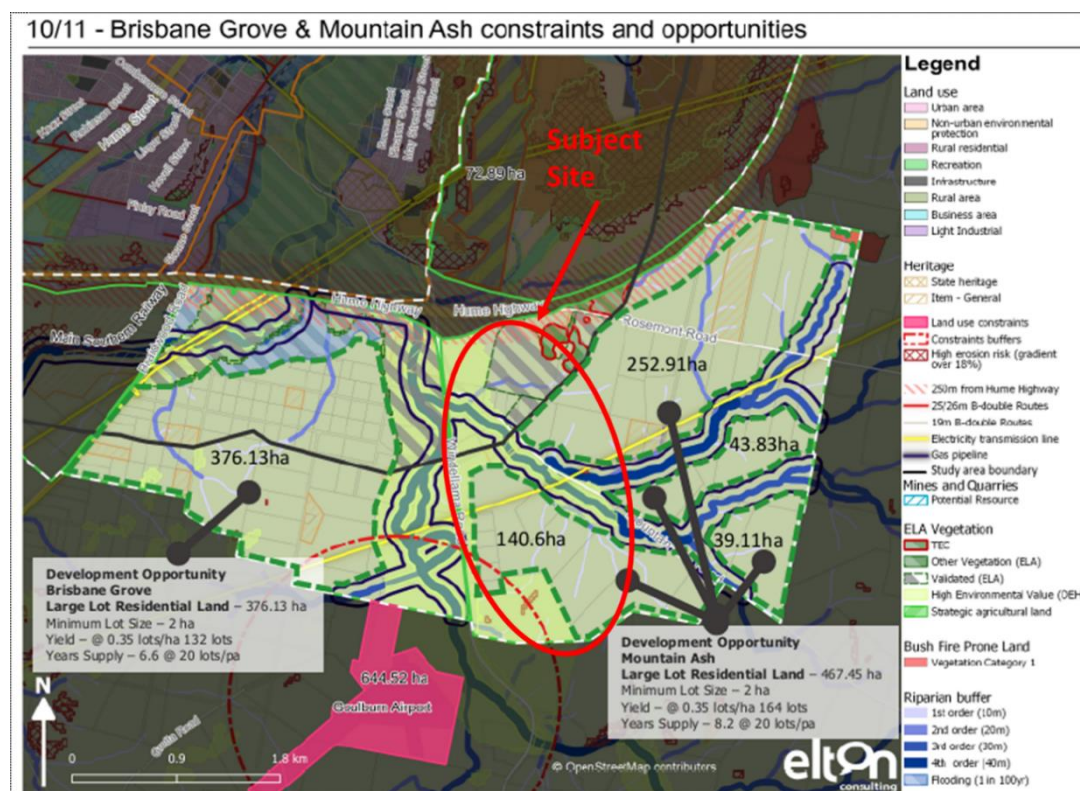 10/11 - Brisbane Grove & Mountain Ash constraints and opportunities
Subject
Site
72.89 ha
Hume Street
Finlay Road
Hume Highway
Hume Highway
Main Southern Railway
Braidwood Road
Rosemont Road
252.91ha
376.13ha
43.83ha
140.6ha
39.11ha
Development Opportunity
Brisbane Grove
Large Lot Residential Land – 376.13 ha
Minimum Lot Size – 2 ha
Yield – @ 0.35 lots/ha 132 lots
Years Supply – 6.6 @ 20 lots/pa
Development Opportunity
Mountain Ash
Large Lot Residential Land – 467.45 ha
Minimum Lot Size – 2 ha
Yield – @ 0.35 lots/ha 164 lots
Years Supply – 8.2 @ 20 lots/pa
644.52 ha
Goulburn Airport
N
0 0.9 1.8 km
© OpenStreetMap contributors
elton
consulting
Legend
Land use
Urban area
Non-urban environmental
protection
Rural residential
Recreation
Infrastructure
Rural area
Business area
Light Industrial
Heritage
State heritage
Item - General
Land use constraints
Constraints buffers
High erosion risk (gradient
over 18%)
250m from Hume Highway
25/26m B-double Routes
19m B-double Routes
Electricity transmission line
Gas pipeline
Study area boundary
Mines and Quarries
Potential Resource
ELA Vegetation
TEC
Other Vegetation (ELA)
Validated (ELA)
High Environmental Value (OEH
Strategic agricultural land
Bush Fire Prone Land
Vegetation Category 1
Riparian buffer
1st order (10m)
2nd order (20m)
3rd order (30m)
4th order (40m)
Flooding (1 in 100yr)